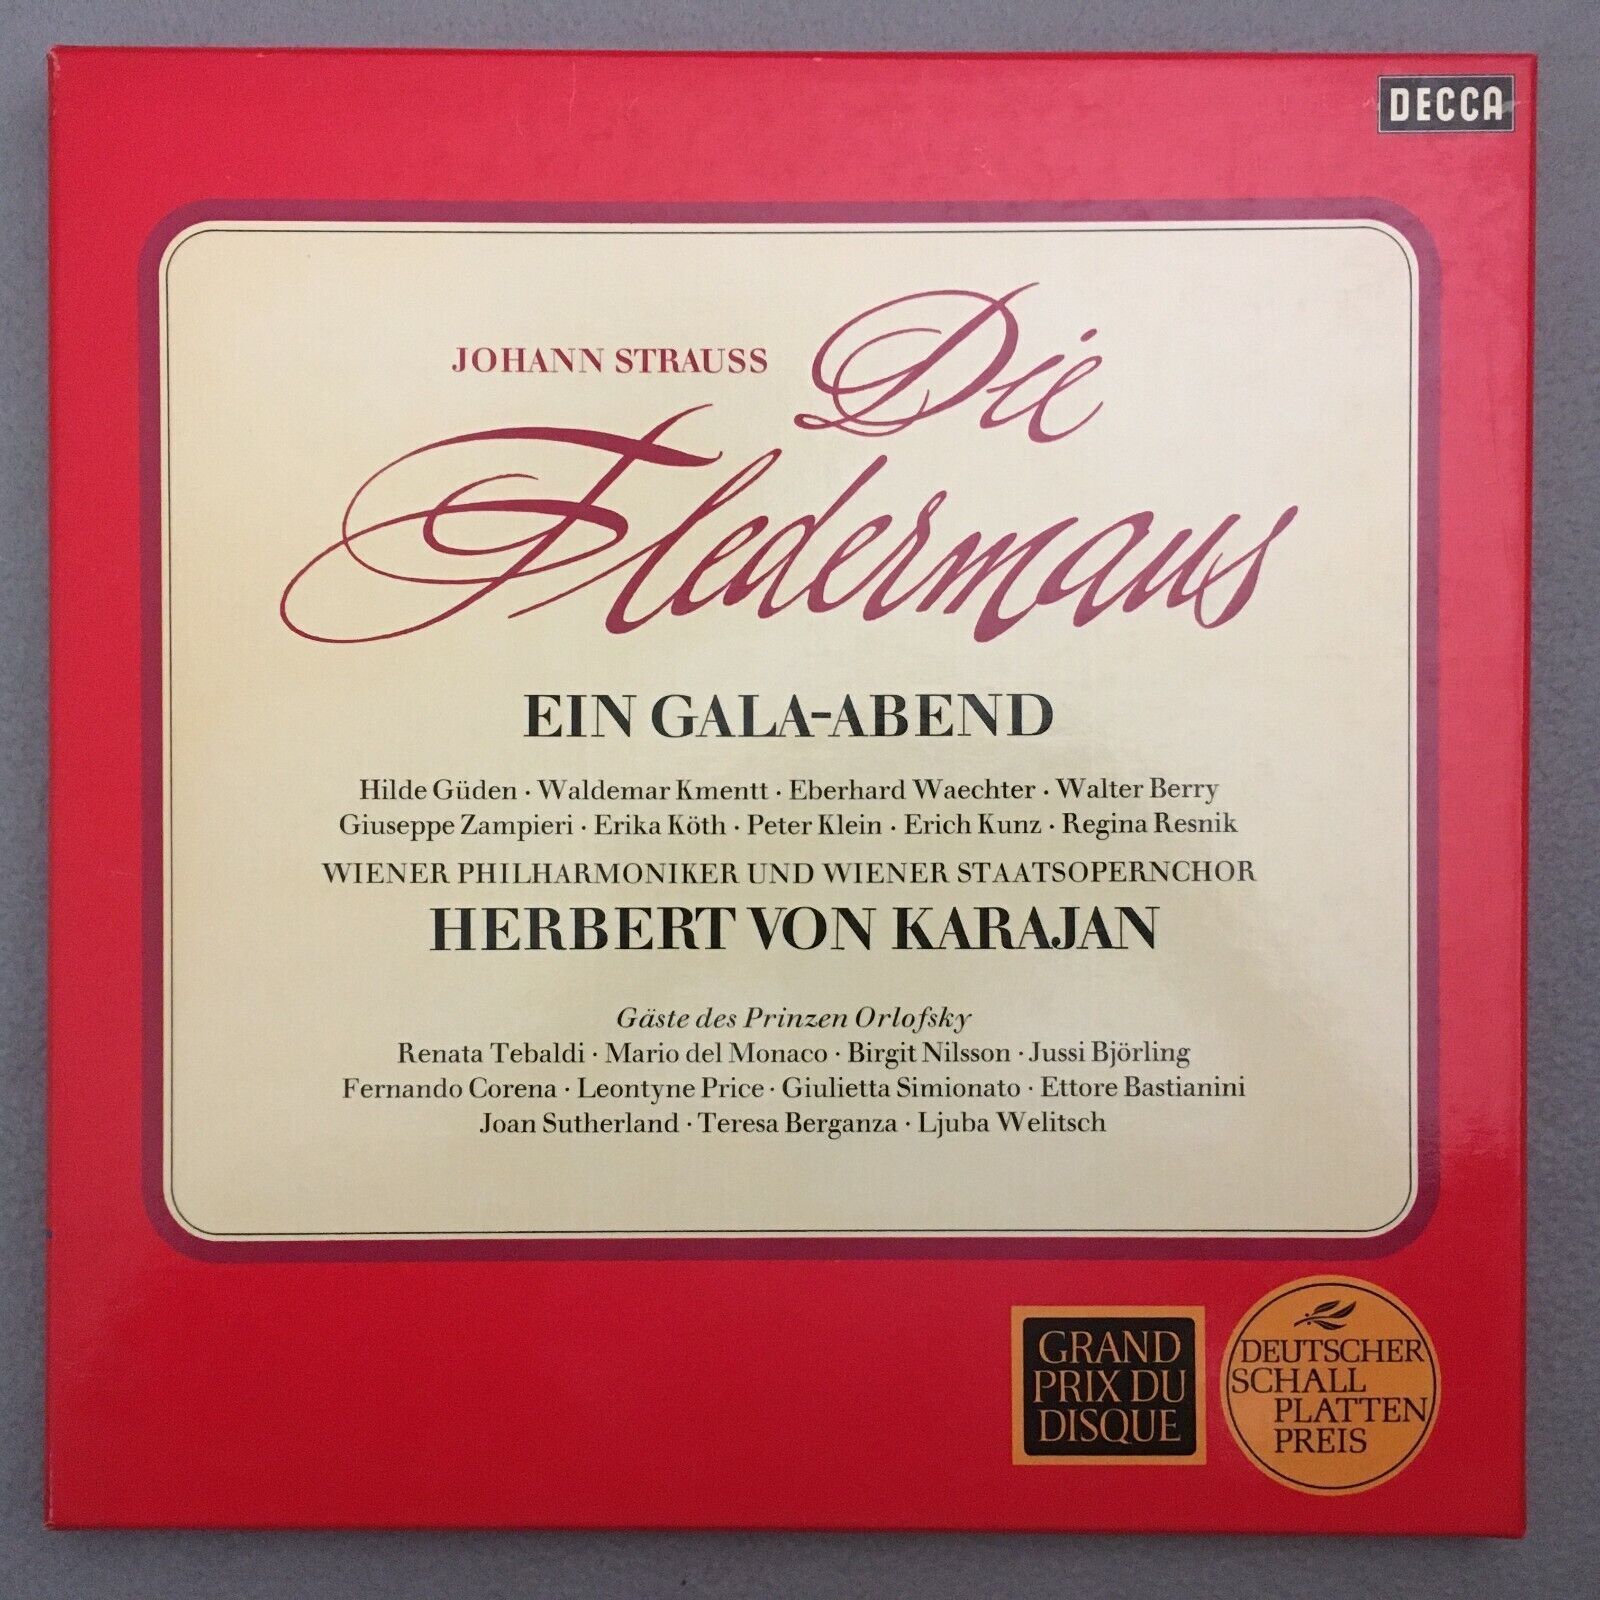 DECCA
JOHANN STRAUSS
Die
Fledermaus
EIN GALA-ABEND
Hilde Güden · Waldemar Kmentt · Eberhard Waechter · Walter Berry
Giuseppe Zampieri · Erika Köth · Peter Klein · Erich Kunz · Regina Resnik
WIENER PHILHARMONIKER UND WIENER STAATSOPERNCHOR
HERBERT VON KARAJAN
Gäste des Prinzen Orlofsky
Renata Tebaldi · Mario del Monaco · Birgit Nilsson · Jussi Björling
Fernando Corena · Leontyne Price · Giulietta Simionato · Ettore Bastianini
Joan Sutherland · Teresa Berganza · Ljuba Welitsch
GRAND
PRIX DU
DISQUE
DEUTSCHER
SCHALL
PLATTEN
PREIS